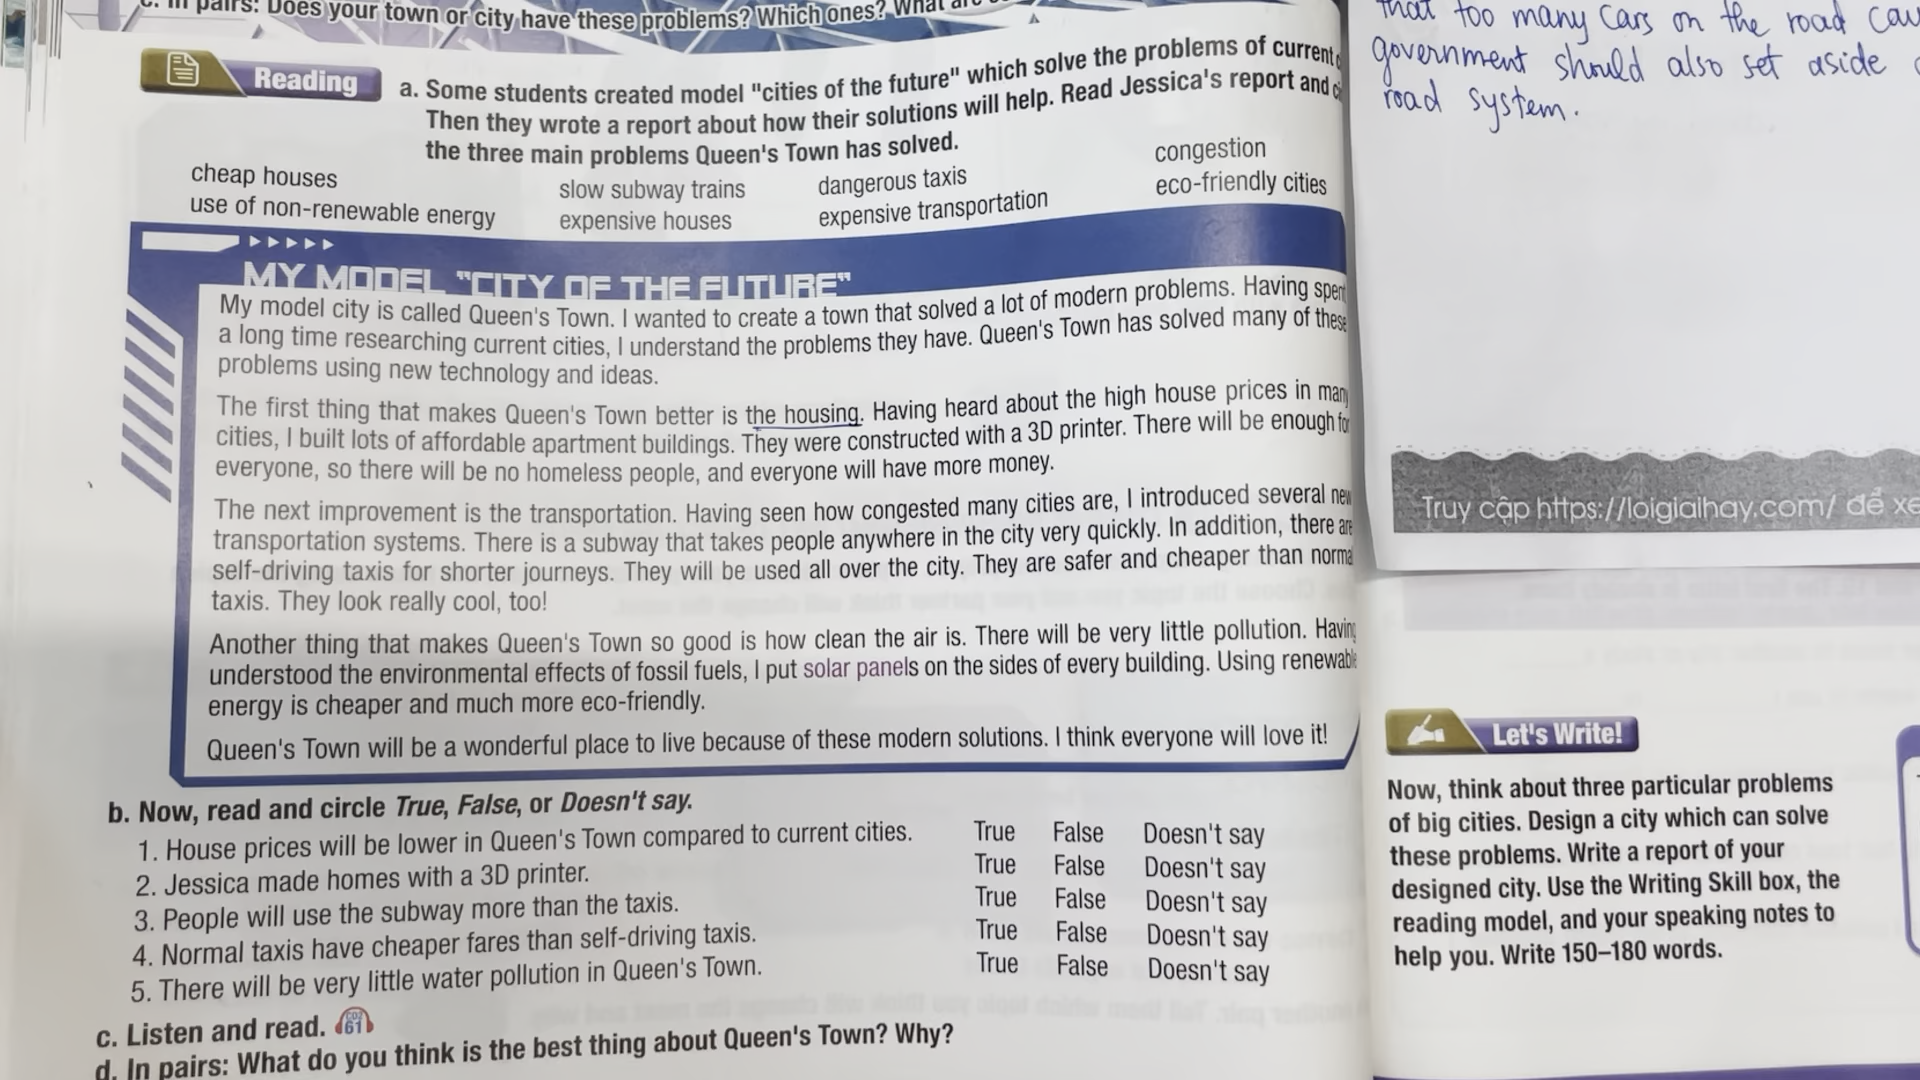 c. In pairs: Does your town or city have these problems? Which ones? What
Reading
a. Some students created model "cities of the future" which solve the problems of current
Then they wrote a report about how their solutions will help. Read Jessica's report and
the three main problems Queen's Town has solved.
cheap houses slow subway trains dangerous taxis congestion
use of non-renewable energy expensive houses expensive transportation eco-friendly cities
MY MODEL "CITY OF THE FUTURE"
My model city is called Queen's Town. I wanted to create a town that solved a lot of modern problems. Having spent
a long time researching current cities, I understand the problems they have. Queen's Town has solved many of these
problems using new technology and ideas.
The first thing that makes Queen's Town better is the housing. Having heard about the high house prices in many
cities, I built lots of affordable apartment buildings. They were constructed with a 3D printer. There will be enough for
everyone, so there will be no homeless people, and everyone will have more money.
The next improvement is the transportation. Having seen how congested many cities are, I introduced several new
transportation systems. There is a subway that takes people anywhere in the city very quickly. In addition, there are
self-driving taxis for shorter journeys. They will be used all over the city. They are safer and cheaper than normal
taxis. They look really cool, too!
Another thing that makes Queen's Town so good is how clean the air is. There will be very little pollution. Having
understood the environmental effects of fossil fuels, I put solar panels on the sides of every building. Using renewable
energy is cheaper and much more eco-friendly.
Queen's Town will be a wonderful place to live because of these modern solutions. I think everyone will love it!
b. Now, read and circle True, False, or Doesn't say.
1. House prices will be lower in Queen's Town compared to current cities. True False Doesn't say
2. Jessica made homes with a 3D printer. True False Doesn't say
3. People will use the subway more than the taxis. True False Doesn't say
4. Normal taxis have cheaper fares than self-driving taxis. True False Doesn't say
5. There will be very little water pollution in Queen's Town. True False Doesn't say
c. Listen and read. CD2 61
d. In pairs: What do you think is the best thing about Queen's Town? Why?
that too many cars on the road
government should also set aside
road system.
Truy cập https://loigiaihay.com/ để
Let's Write!
Now, think about three particular problems
of big cities. Design a city which can solve
these problems. Write a report of your
designed city. Use the Writing Skill box, the
reading model, and your speaking notes to
help you. Write 150–180 words.